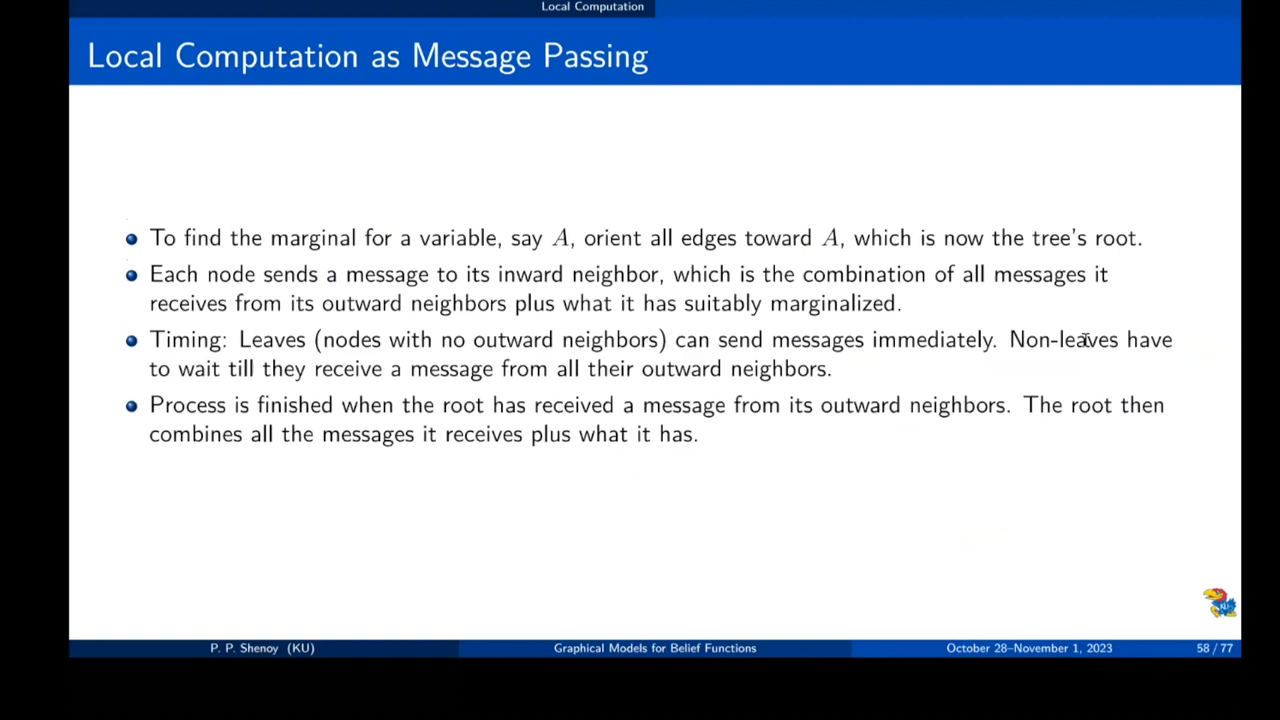 Local Computation
Local Computation as Message Passing
To find the marginal for a variable, say A, orient all edges toward A, which is now the tree's root.
Each node sends a message to its inward neighbor, which is the combination of all messages it
receives from its outward neighbors plus what it has suitably marginalized.
Timing: Leaves (nodes with no outward neighbors) can send messages immediately. Non-leaves have
to wait till they receive a message from all their outward neighbors.
Process is finished when the root has received a message from its outward neighbors. The root then
combines all the messages it receives plus what it has.
KU
P. P. Shenoy (KU) Graphical Models for Belief Functions October 28–November 1, 2023 58 / 77